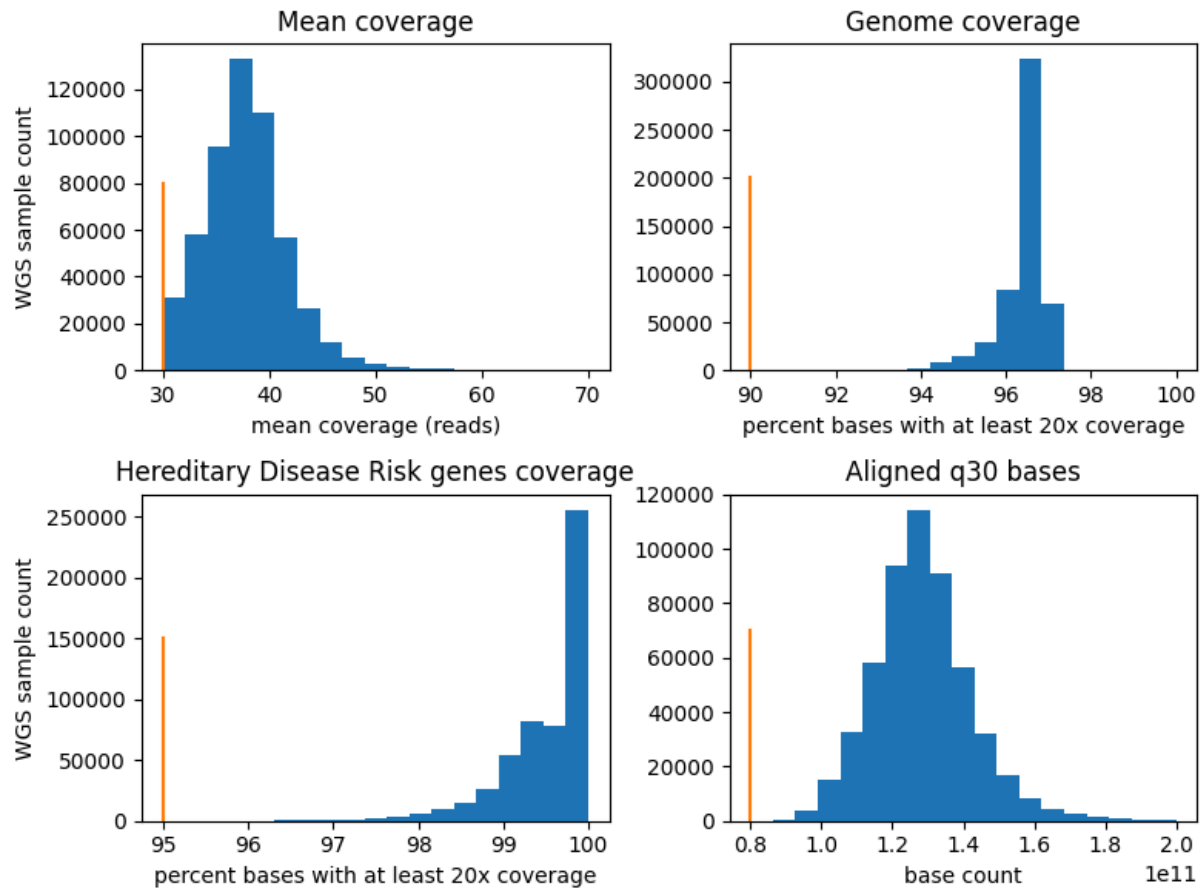 Mean coverage
WGS sample count
120000
100000
80000
60000
40000
20000
0
30 40 50 60 70
mean coverage (reads)
Genome coverage
300000
250000
200000
150000
100000
50000
0
90 92 94 96 98 100
percent bases with at least 20x coverage
Hereditary Disease Risk genes coverage
WGS sample count
250000
200000
150000
100000
50000
0
95 96 97 98 99 100
percent bases with at least 20x coverage
Aligned q30 bases
120000
100000
80000
60000
40000
20000
0
0.8 1.0 1.2 1.4 1.6 1.8 2.0
1e11
base count